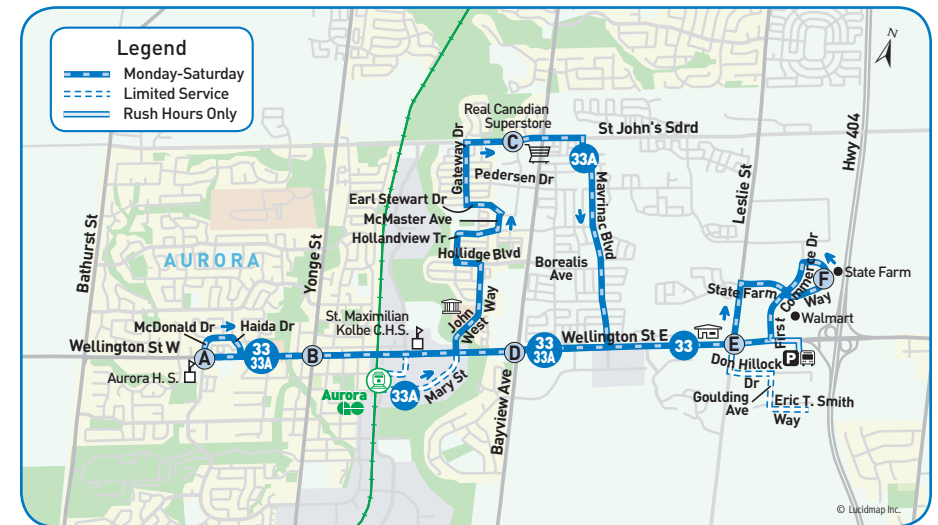 Legend
Monday-Saturday
Limited Service
Rush Hours Only
N
Hwy 404
Real Canadian
Superstore
St John's Sdrd
C
33A
Gateway Dr
Pedersen Dr
Mavrinac Blvd
Leslie St
Bathurst St
Yonge St
Earl Stewart Dr
McMaster Ave
Hollandview Tr
Hollidge Blvd
AURORA
Borealis
Ave
Commerce Dr
F
State Farm
State Farm
Way
First
Walmart
John
West
Way
St. Maximilian
Kolbe C.H.S.
McDonald Dr
Haida Dr
Wellington St W
Wellington St E
A
33
33A
B
D
33
33A
33
E
P
Aurora H. S.
Aurora
GO
33A
Mary St
Bayview Ave
Don Hillock
Dr
Goulding
Ave
Eric T. Smith
Way
© Lucidmap Inc.